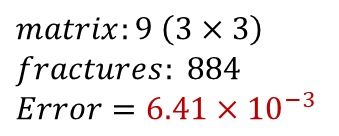 matrix: 9 (3 × 3)
fractures: 884
Error = 6.41 × 10⁻³